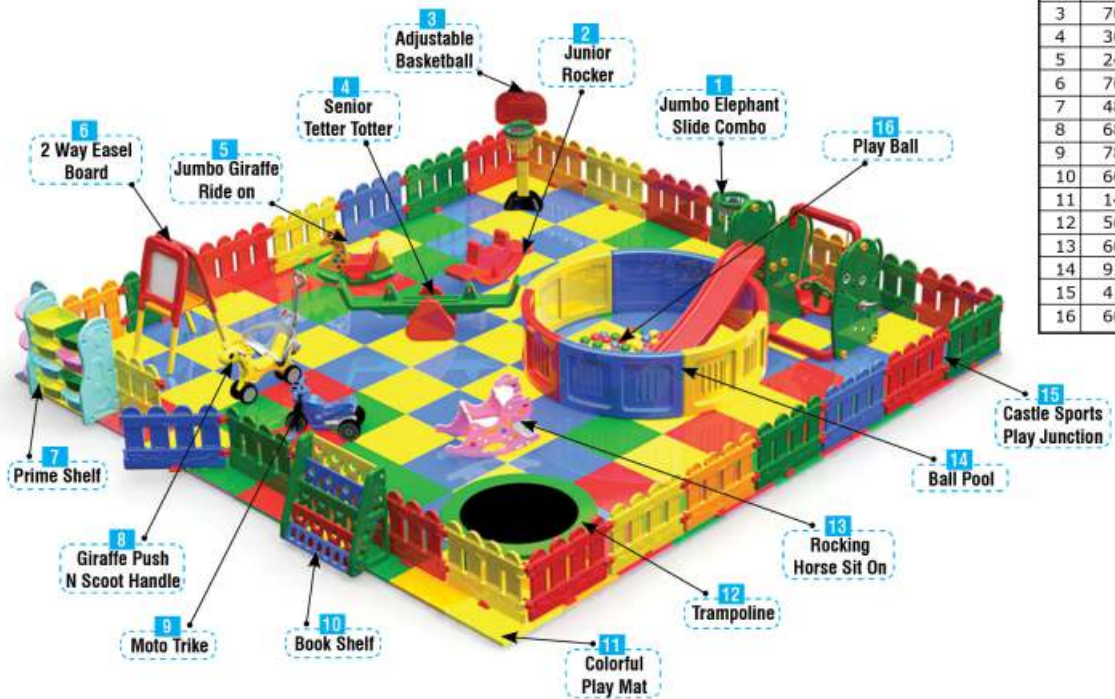 1
Jumbo Elephant
Slide Combo
2
Junior
Rocker
3
Adjustable
Basketball
4
Senior
Tetter Totter
5
Jumbo Giraffe
Ride on
6
2 Way Easel
Board
7
Prime Shelf
8
Giraffe Push
N Scoot Handle
9
Moto Trike
10
Book Shelf
11
Colorful
Play Mat
12
Trampoline
13
Rocking
Horse Sit On
14
Ball Pool
15
Castle Sports
Play Junction
16
Play Ball
3
4
5
6
7
8
9
10
11
12
13
14
15
16